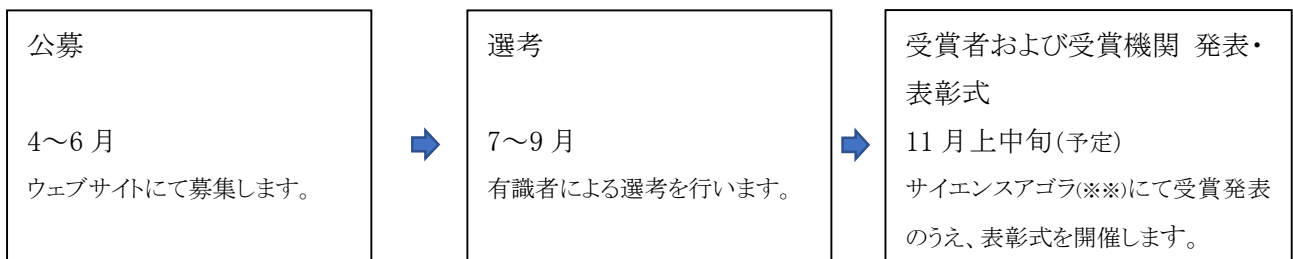 公募
4~6 月
ウェブサイトにて募集します。
選考
7~9 月
有識者による選考を行います。
受賞者および受賞機関 発表・
表彰式
11 月上中旬(予定)
サイエンスアゴラ(※※)にて受賞発表
のうえ、表彰式を開催します。